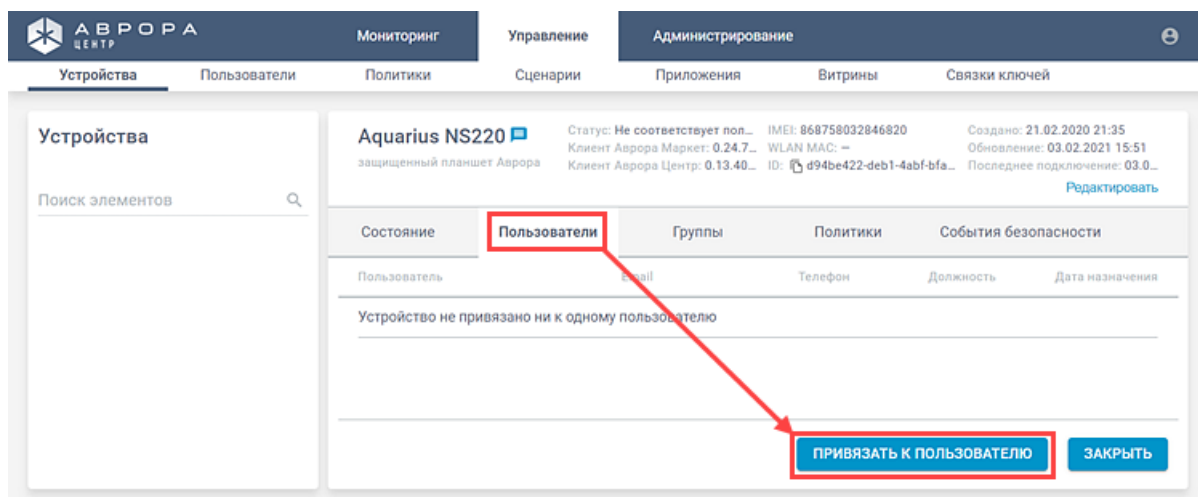 АВРОРА
ЦЕНТР
Мониторинг Управление Администрирование
Устройства Пользователи Политики Сценарии Приложения Витрины Связки ключей
Устройства
Поиск элементов
Aquarius NS220
защищенный планшет Аврора
Статус: Не соответствует пол...
Клиент Аврора Маркет: 0.24.7...
Клиент Аврора Центр: 0.13.40...
IMEI: 868758032846820
WLAN MAC: —
ID: d94be422-deb1-4abf-bfa...
Создано: 21.02.2020 21:35
Обновление: 03.02.2021 15:51
Последнее подключение: 03.0...
Редактировать
Состояние Пользователи Группы Политики События безопасности
Пользователь Email Телефон Должность Дата назначения
Устройство не привязано ни к одному пользователю
ПРИВЯЗАТЬ К ПОЛЬЗОВАТЕЛЮ ЗАКРЫТЬ